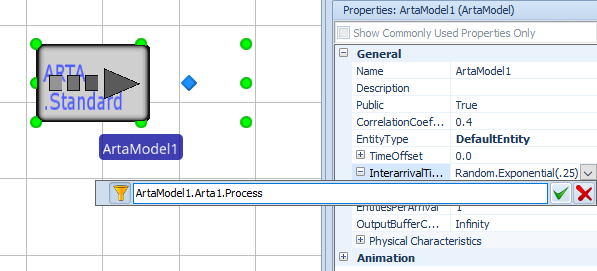 ARTA
.Standard
ArtaModel1
Properties: ArtaModel1 (ArtaModel)
Show Commonly Used Properties Only
General
Name ArtaModel1
Description
Public True
CorrelationCoef... 0.4
EntityType DefaultEntity
TimeOffset 0.0
InterarrivalTi... Random.Exponential(.25)
ArtaModel1.Arta1.Process
EntitiesPerArrival 1
OutputBufferC... Infinity
Physical Characteristics
Animation